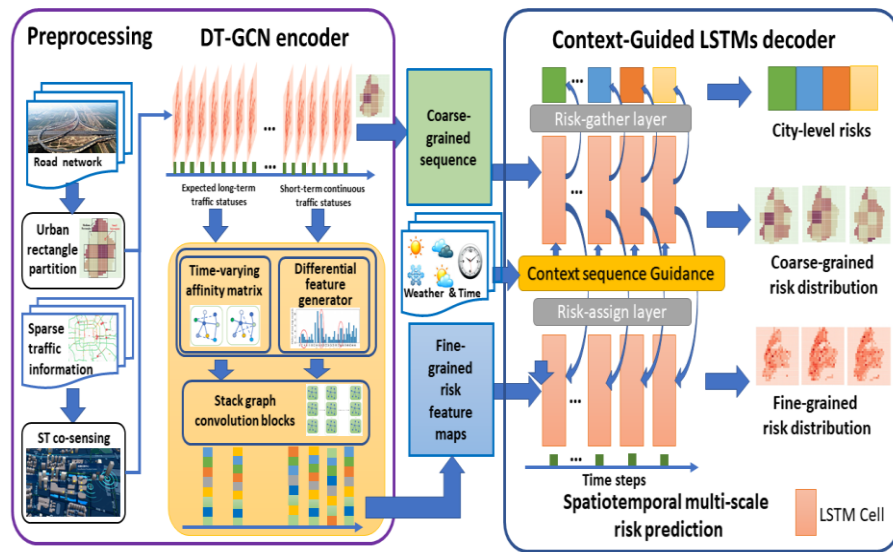 Preprocessing
Road network
Urban
rectangle
partition
Sparse
traffic
information
ST co-sensing
DT-GCN encoder
...
Expected long-term
traffic statuses
Short-term continuous
traffic statuses
Time-varying
affinity matrix
Differential
feature
generator
Stack graph
convolution blocks
Coarse-
grained
sequence
Weather & Time
Fine-
grained
risk
feature
maps
Context-Guided LSTMs decoder
...
Risk-gather layer
...
Context sequence Guidance
Risk-assign layer
...
...
Time steps
Spatiotemporal multi-scale
risk prediction
City-level risks
Coarse-grained
risk distribution
Fine-grained
risk distribution
LSTM Cell